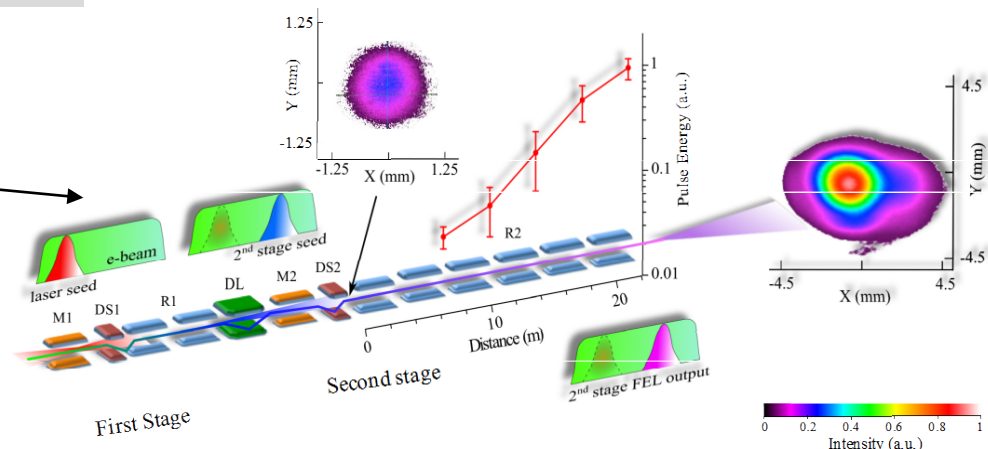 1.25
Y (mm)
-1.25
-1.25
1.25
X (mm)
1
0.1
0.01
Pulse Energy (a.u.)
4.5
Y (mm)
-4.5
-4.5
4.5
X (mm)
e-beam
laser seed
2nd stage seed
M1
DS1
R1
DL
M2
DS2
R2
0
10
20
Distance (m)
First Stage
Second stage
2nd stage FEL output
0
0.2
0.4
0.6
0.8
1
Intensity (a.u.)